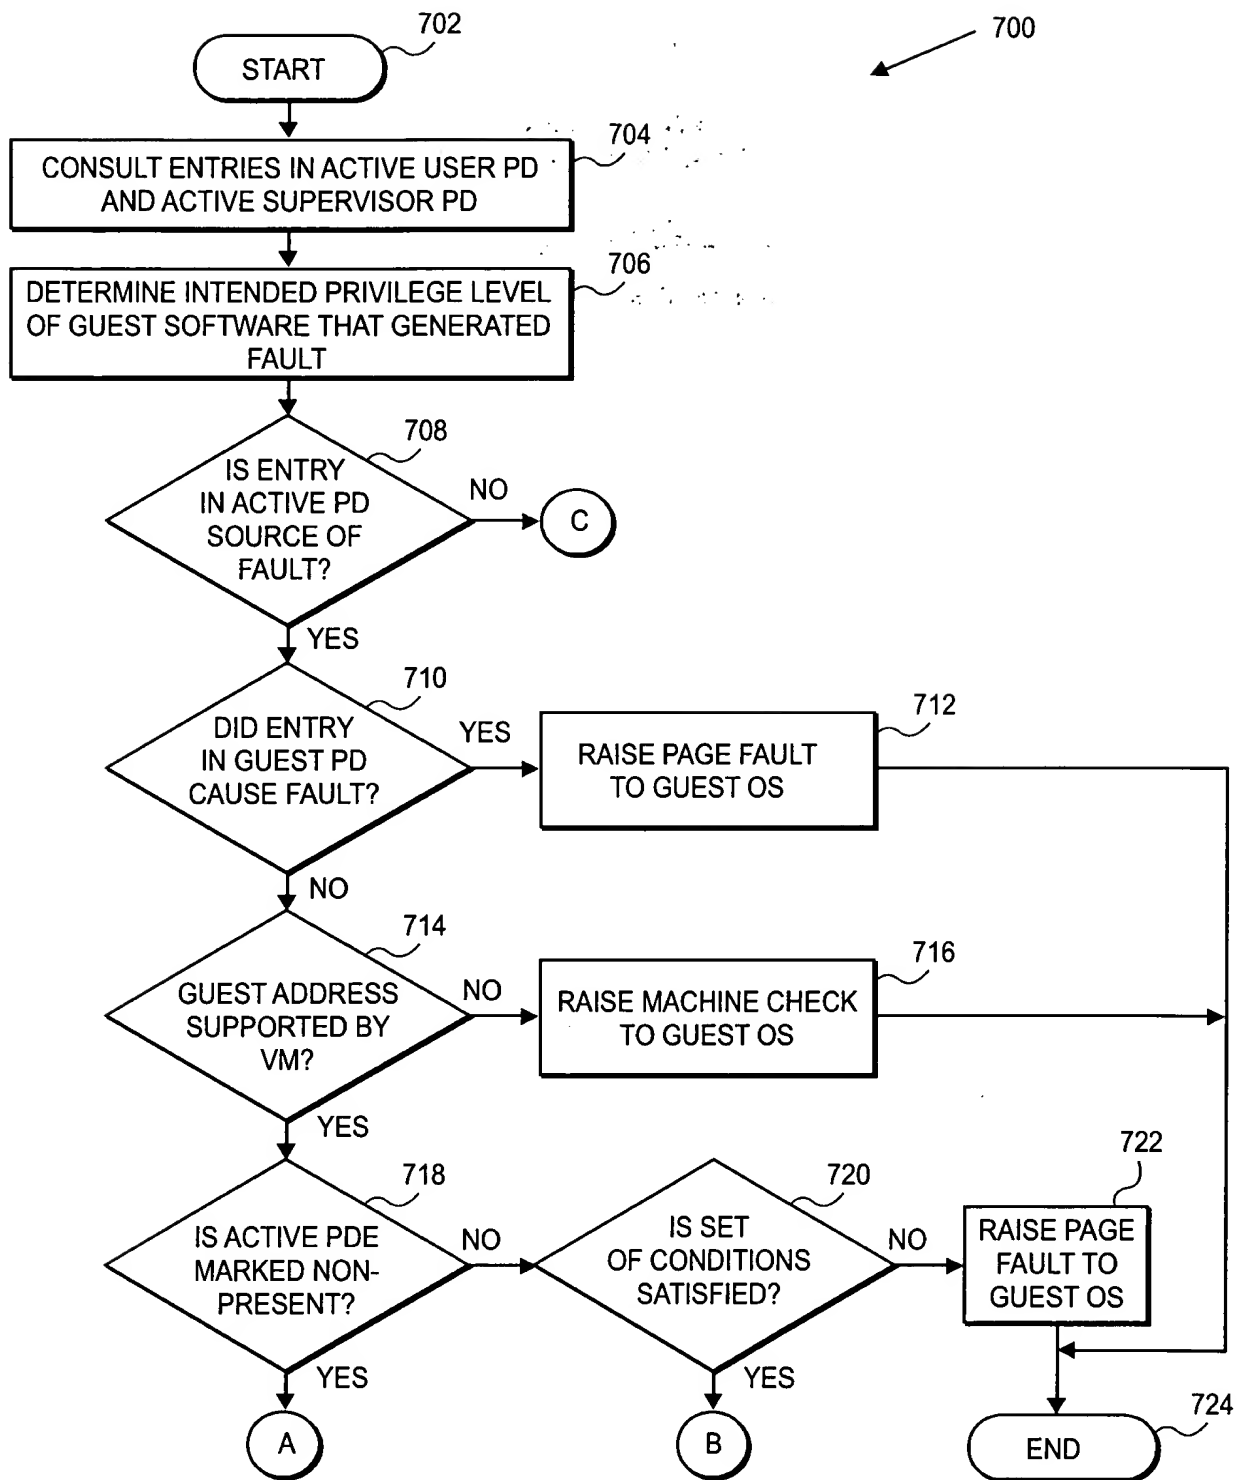 702
700
START
704
CONSULT ENTRIES IN ACTIVE USER PD
AND ACTIVE SUPERVISOR PD
706
DETERMINE INTENDED PRIVILEGE LEVEL
OF GUEST SOFTWARE THAT GENERATED
FAULT
708
IS ENTRY
IN ACTIVE PD
SOURCE OF
FAULT?
NO
C
YES
710
DID ENTRY
IN GUEST PD
CAUSE FAULT?
YES
712
RAISE PAGE FAULT
TO GUEST OS
NO
714
GUEST ADDRESS
SUPPORTED BY
VM?
NO
716
RAISE MACHINE CHECK
TO GUEST OS
YES
718
IS ACTIVE PDE
MARKED NON-
PRESENT?
NO
720
IS SET
OF CONDITIONS
SATISFIED?
NO
722
RAISE PAGE
FAULT TO
GUEST OS
YES
A
YES
B
724
END